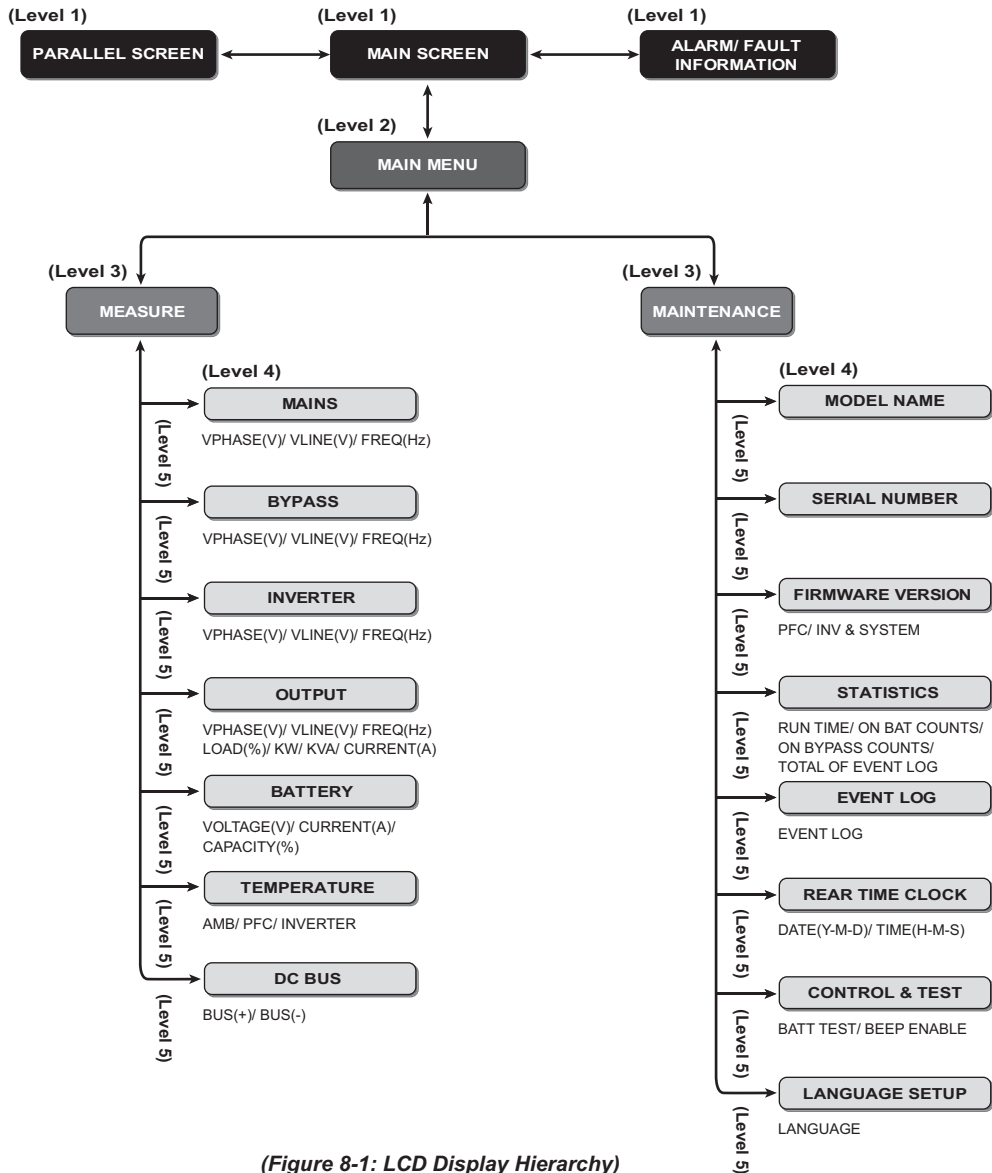 (Level 1)
(Level 1)
(Level 1)
PARALLEL SCREEN
MAIN SCREEN
ALARM/ FAULT
INFORMATION
(Level 2)
MAIN MENU
(Level 3)
MEASURE
(Level 4)
MAINS
(Level 5)
VPHASE(V)/ VLINE(V)/ FREQ(Hz)
BYPASS
(Level 5)
VPHASE(V)/ VLINE(V)/ FREQ(Hz)
INVERTER
(Level 5)
VPHASE(V)/ VLINE(V)/ FREQ(Hz)
OUTPUT
(Level 5)
VPHASE(V)/ VLINE(V)/ FREQ(Hz)
LOAD(%)/ KW/ KVA/ CURRENT(A)
BATTERY
(Level 5)
VOLTAGE(V)/ CURRENT(A)/
CAPACITY(%)
TEMPERATURE
(Level 5)
AMB/ PFC/ INVERTER
DC BUS
(Level 5)
BUS(+)/ BUS(-)
(Level 3)
MAINTENANCE
(Level 4)
MODEL NAME
(Level 5)
SERIAL NUMBER
(Level 5)
FIRMWARE VERSION
(Level 5)
PFC/ INV & SYSTEM
STATISTICS
(Level 5)
RUN TIME/ ON BAT COUNTS/
ON BYPASS COUNTS/
TOTAL OF EVENT LOG
EVENT LOG
(Level 5)
EVENT LOG
REAR TIME CLOCK
(Level 5)
DATE(Y-M-D)/ TIME(H-M-S)
CONTROL & TEST
(Level 5)
BATT TEST/ BEEP ENABLE
LANGUAGE SETUP
(Level 5)
LANGUAGE
(Figure 8-1: LCD Display Hierarchy)